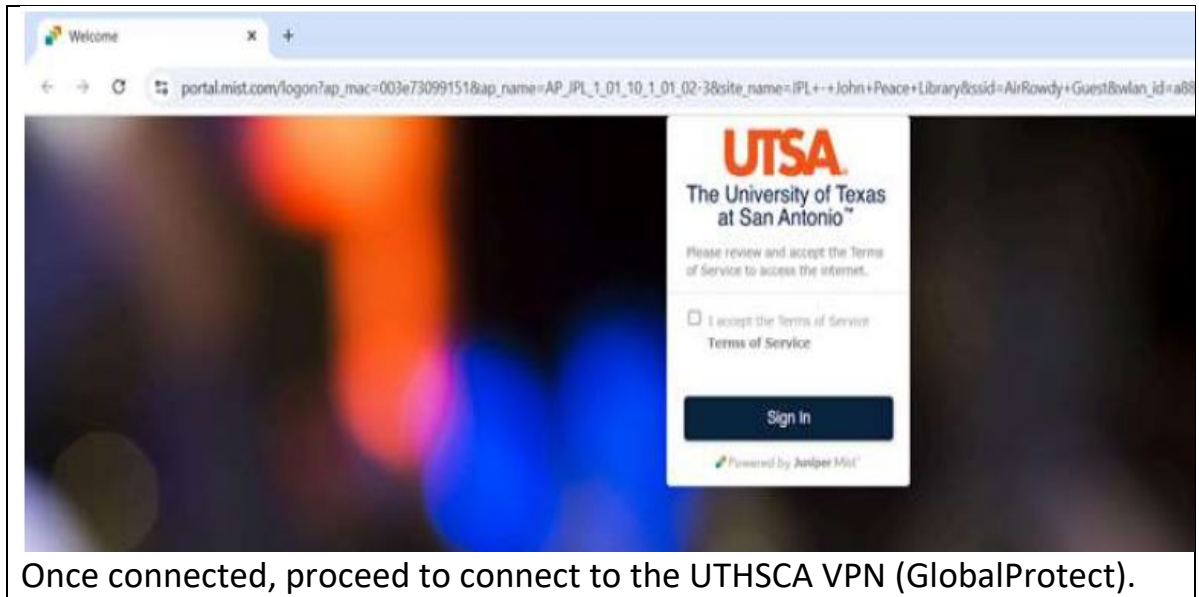 Welcome
portal.mist.com/logon?ap_mac=003e73099151&ap_name=AP_JPL_1_01_10_1_01_02-3&site_name=JPL+-+John+Peace+Library&ssid=AirRowdy+Guest&wlan_id=a88
UTSA
The University of Texas
at San Antonio™
Please review and accept the Terms
of Service to access the internet.
I accept the Terms of Service
Terms of Service
Sign In
Powered by Juniper Mist™
Once connected, proceed to connect to the UTHSCA VPN (GlobalProtect).